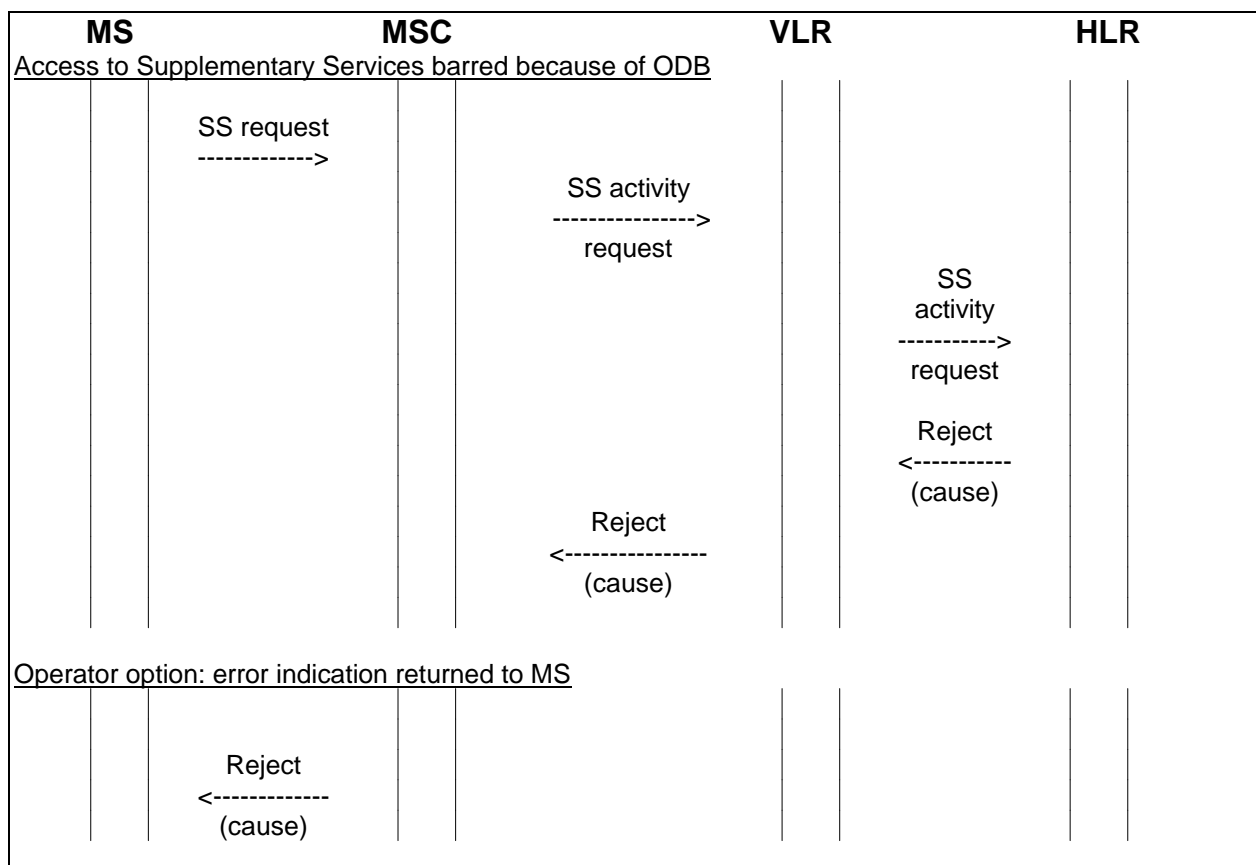 MS MSC VLR HLR
Access to Supplementary Services barred because of ODB
SS request
------------->
SS activity
---------------->
request
SS
activity
----------->
request
Reject
<-----------
(cause)
Reject
<----------------
(cause)
Operator option: error indication returned to MS
Reject
<-------------
(cause)